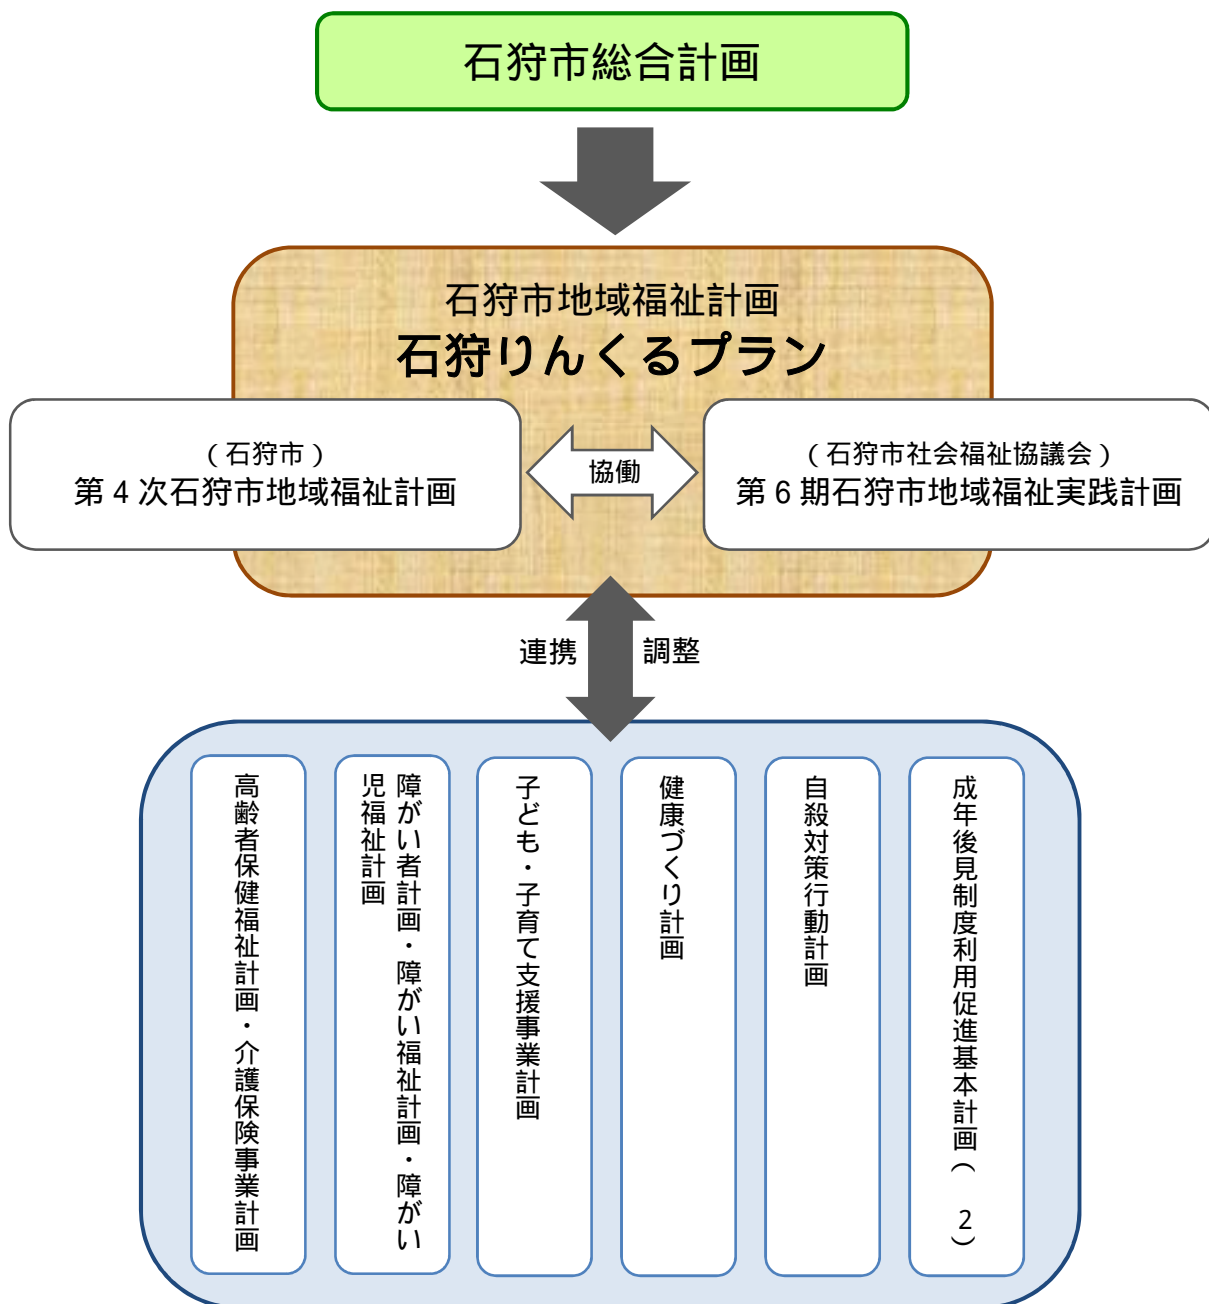 石狩市総合計画
石狩市地域福祉計画
石狩りんくるプラン
（石狩市）
第４次石狩市地域福祉計画
協働
（石狩市社会福祉協議会）
第６期石狩市地域福祉実践計画
連携
調整
高齢者保健福祉計画・介護保険事業計画
障がい者計画・障がい福祉計画・障がい
児福祉計画
子ども・子育て支援事業計画
健康づくり計画
自殺対策行動計画
成年後見制度利用促進基本計画（　2）